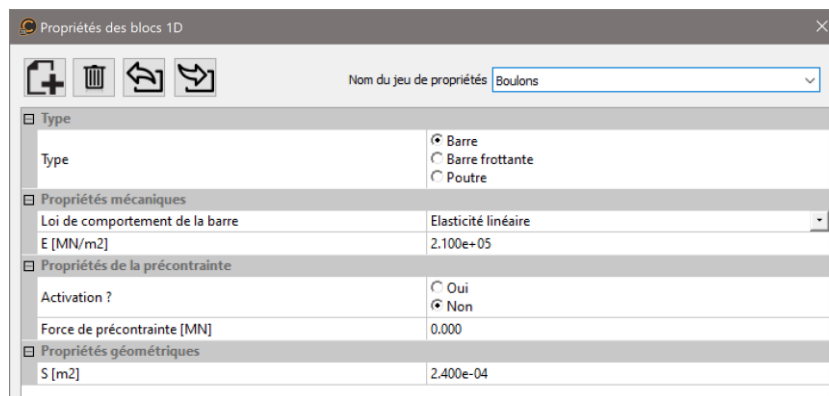 Propriétés des blocs 1D
Nom du jeu de propriétés Boulons
Type
Type
Barre
Barre frottante
Poutre
Propriétés mécaniques
Loi de comportement de la barre Elasticité linéaire
E [MN/m2] 2.100e+05
Propriétés de la précontrainte
Activation ?
Oui
Non
Force de précontrainte [MN] 0.000
Propriétés géométriques
S [m2] 2.400e-04